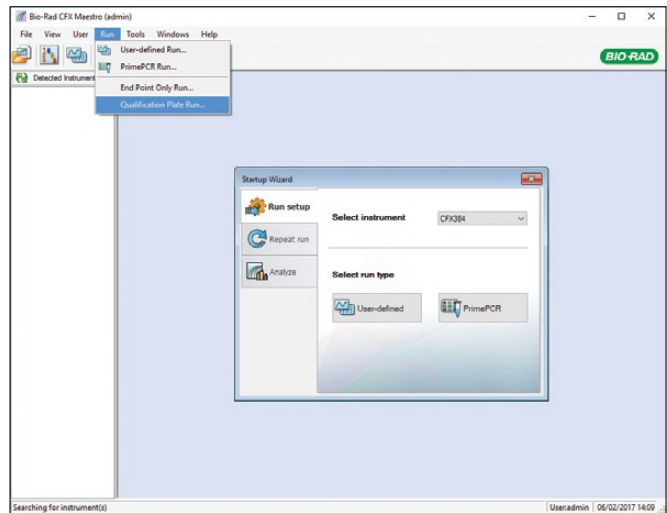 Bio-Rad CFX Maestro (admin)
File View User Run Tools Windows Help
User-defined Run...
PrimePCR Run...
End Point Only Run...
Qualification Plate Run...
BIO-RAD
Detected Instrument
Startup Wizard
Run setup
Repeat run
Analyze
Select instrument
CFX384
Select run type
User-defined
PrimePCR
Searching for instrument(s)
User:admin 06/02/2017 14:09